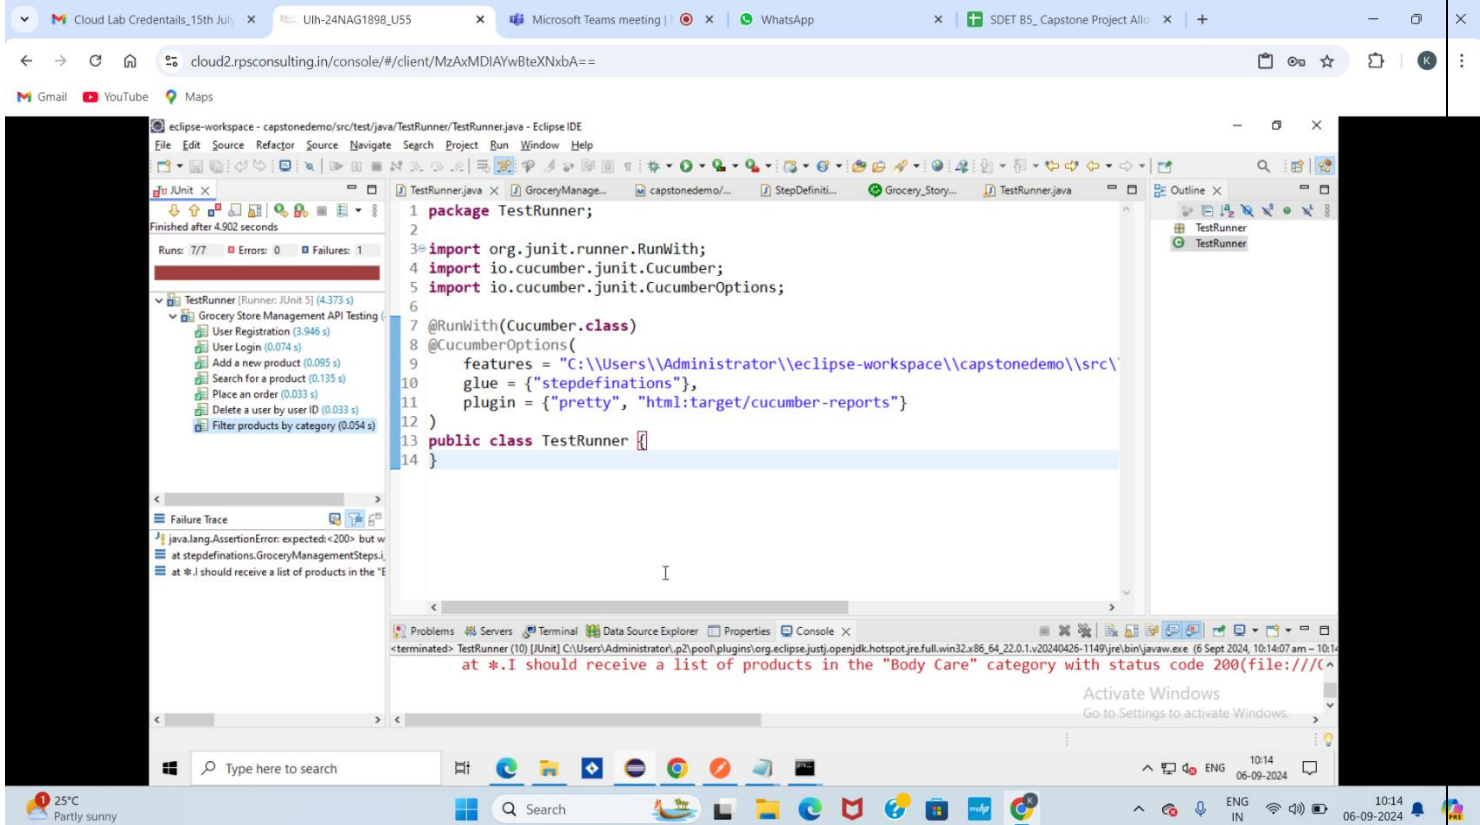 Cloud Lab Credentails_15th July
Ulh-24NAG1898_U55
Microsoft Teams meeting |
WhatsApp
SDET B5_ Capstone Project Allo
cloud2.rpsconsulting.in/console/#/client/MzAxMDIAYwBteXNxbA==
K
Gmail
YouTube
Maps
eclipse-workspace - capstonedemo/src/test/java/TestRunner/TestRunner.java - Eclipse IDE
File Edit Source Refactor Source Navigate Search Project Run Window Help
JUnit
TestRunner.java
GroceryManage...
capstonedemo/...
StepDefiniti...
Grocery_Story...
TestRunner.java
Outline
Finished after 4.902 seconds
Runs: 7/7 Errors: 0 Failures: 1
TestRunner [Runner: JUnit 5] (4.373 s)
Grocery Store Management API Testing (
User Registration (3.946 s)
User Login (0.074 s)
Add a new product (0.095 s)
Search for a product (0.135 s)
Place an order (0.033 s)
Delete a user by user ID (0.033 s)
Filter products by category (0.054 s)
Failure Trace
java.lang.AssertionError: expected:<200> but w
at stepdefinations.GroceryManagementSteps.i_
at ✽.I should receive a list of products in the "E
1 package TestRunner;
2
3 import org.junit.runner.RunWith;
4 import io.cucumber.junit.Cucumber;
5 import io.cucumber.junit.CucumberOptions;
6
7 @RunWith(Cucumber.class)
8 @CucumberOptions(
9 features = "C:\\Users\\Administrator\\eclipse-workspace\\capstonedemo\\src\
10 glue = {"stepdefinations"},
11 plugin = {"pretty", "html:target/cucumber-reports"}
12 )
13 public class TestRunner {
14 }
TestRunner
TestRunner
Problems Servers Terminal Data Source Explorer Properties Console
<terminated> TestRunner (10) [JUnit] C:\Users\Administrator\.p2\pool\plugins\org.eclipse.justj.openjdk.hotspot.jre.full.win32.x86_64_22.0.1.v20240426-1149\jre\bin\javaw.exe (6 Sept 2024, 10:14:07 am – 10:14
at ✽.I should receive a list of products in the "Body Care" category with status code 200(file:///C
Activate Windows
Go to Settings to activate Windows.
Type here to search
ENG
10:14
06-09-2024
1
25°C
Partly sunny
Search
ENG
IN
10:14
06-09-2024